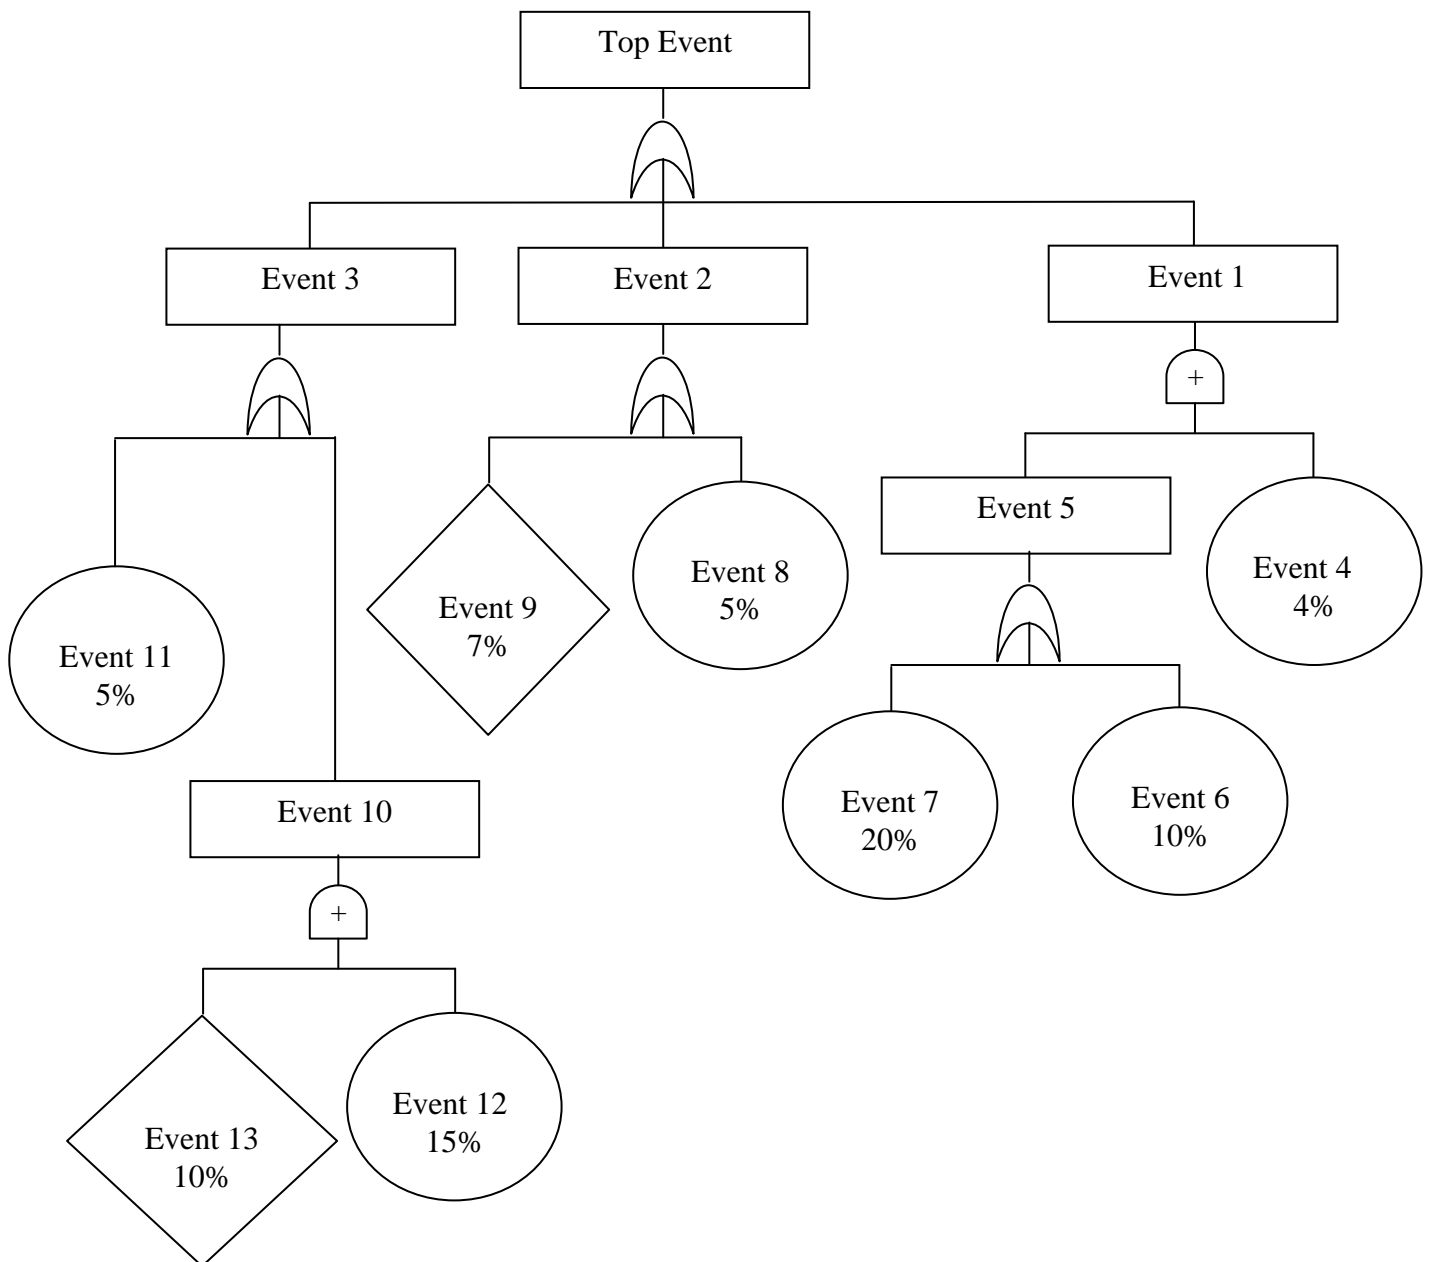 Top Event
Event 3
Event 2
Event 1
+
Event 5
Event 4
4%
Event 8
5%
Event 9
7%
Event 11
5%
Event 7
20%
Event 6
10%
Event 10
+
Event 12
15%
Event 13
10%